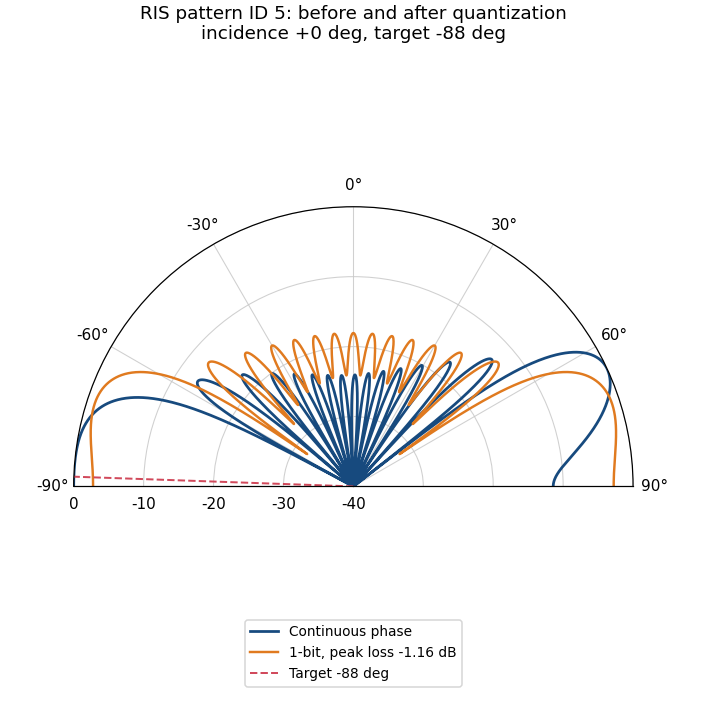 RIS pattern ID 5: before and after quantization
incidence +0 deg, target -88 deg
0°
-30°
30°
-60°
60°
-90°
90°
0
-10
-20
-30
-40
Continuous phase
1-bit, peak loss -1.16 dB
Target -88 deg